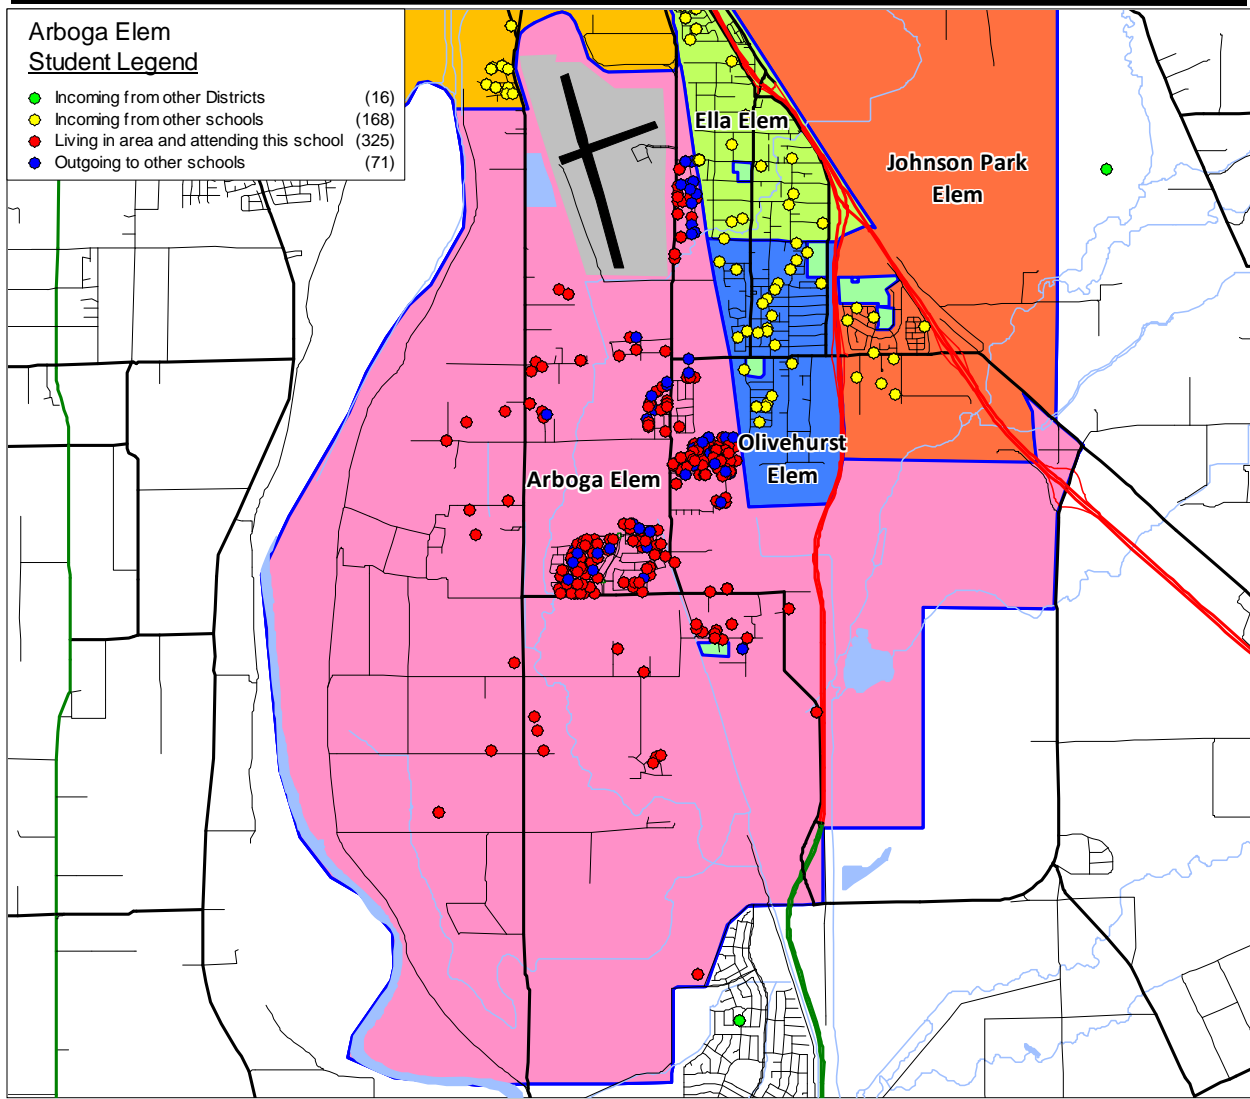 Arboga Elem
Student Legend
Incoming from other Districts (16)
Incoming from other schools (168)
Living in area and attending this school (325)
Outgoing to other schools (71)
Ella Elem
Johnson Park
Elem
Olivehurst
Elem
Arboga Elem